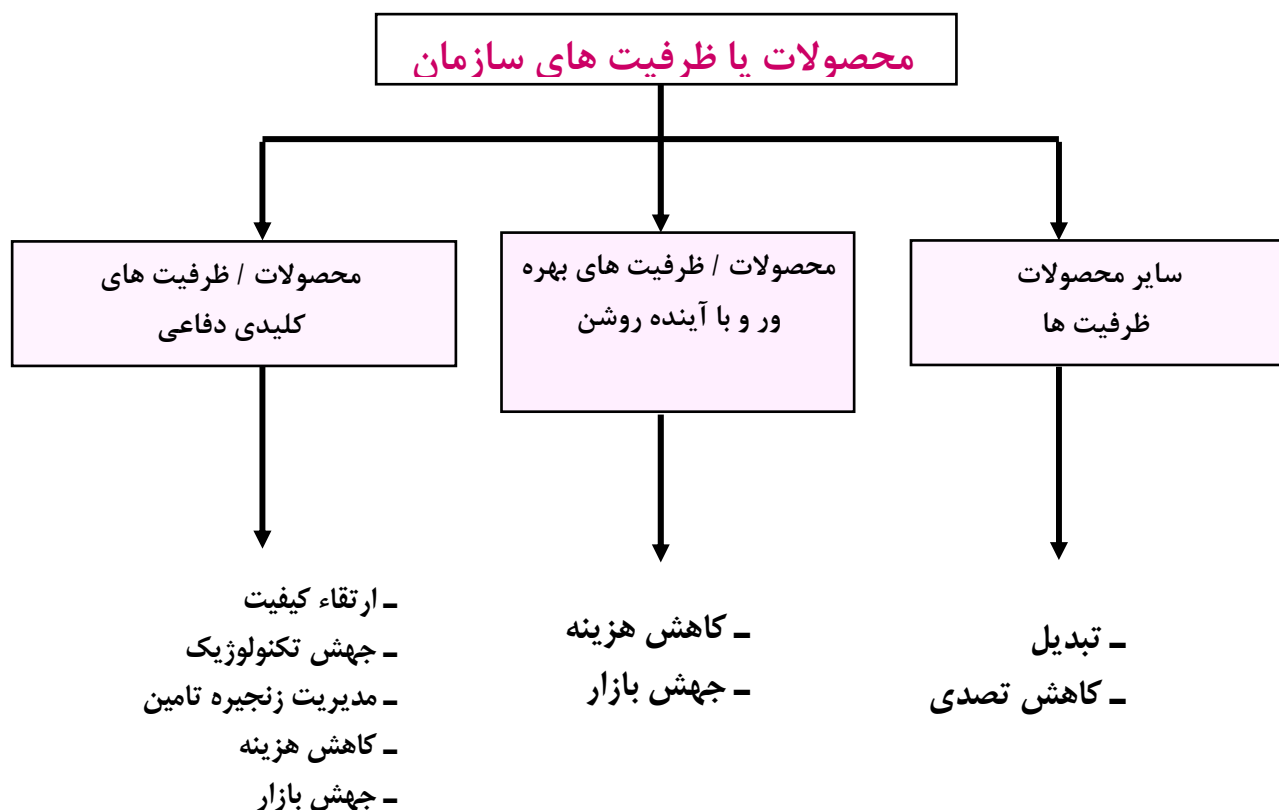 محصولات یا ظرفیت های سازمان
سایر محصولات
ظرفیت ها
محصولات / ظرفیت های بهره
ور و با آینده روشن
محصولات / ظرفیت های
کلیدی دفاعی
ـ تبدیل
ـ کاهش تصدی
ـ کاهش هزینه
ـ جهش بازار
ـ ارتقاء کیفیت
ـ جهش تکنولوژیک
ـ مدیریت زنجیره تامین
ـ کاهش هزینه
ـ جهش بازار